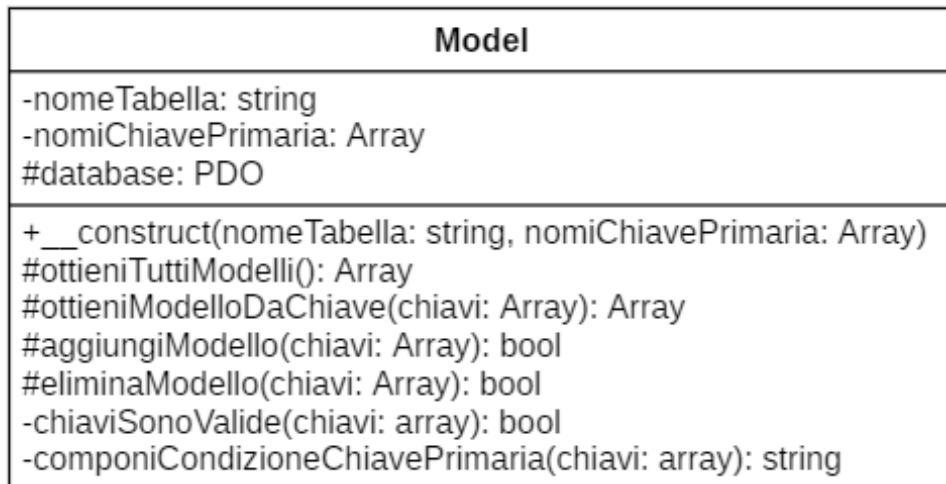 Model
-nomeTabella: string
-nomiChiavePrimaria: Array
#database: PDO
+__construct(nomeTabella: string, nomiChiavePrimaria: Array)
#ottieniTuttiModelli(): Array
#ottieniModelloDaChiave(chiavi: Array): Array
#aggiungiModello(chiavi: Array): bool
#eliminaModello(chiavi: Array): bool
-chiaviSonoValide(chiavi: array): bool
-componiCondizioneChiavePrimaria(chiavi: array): string